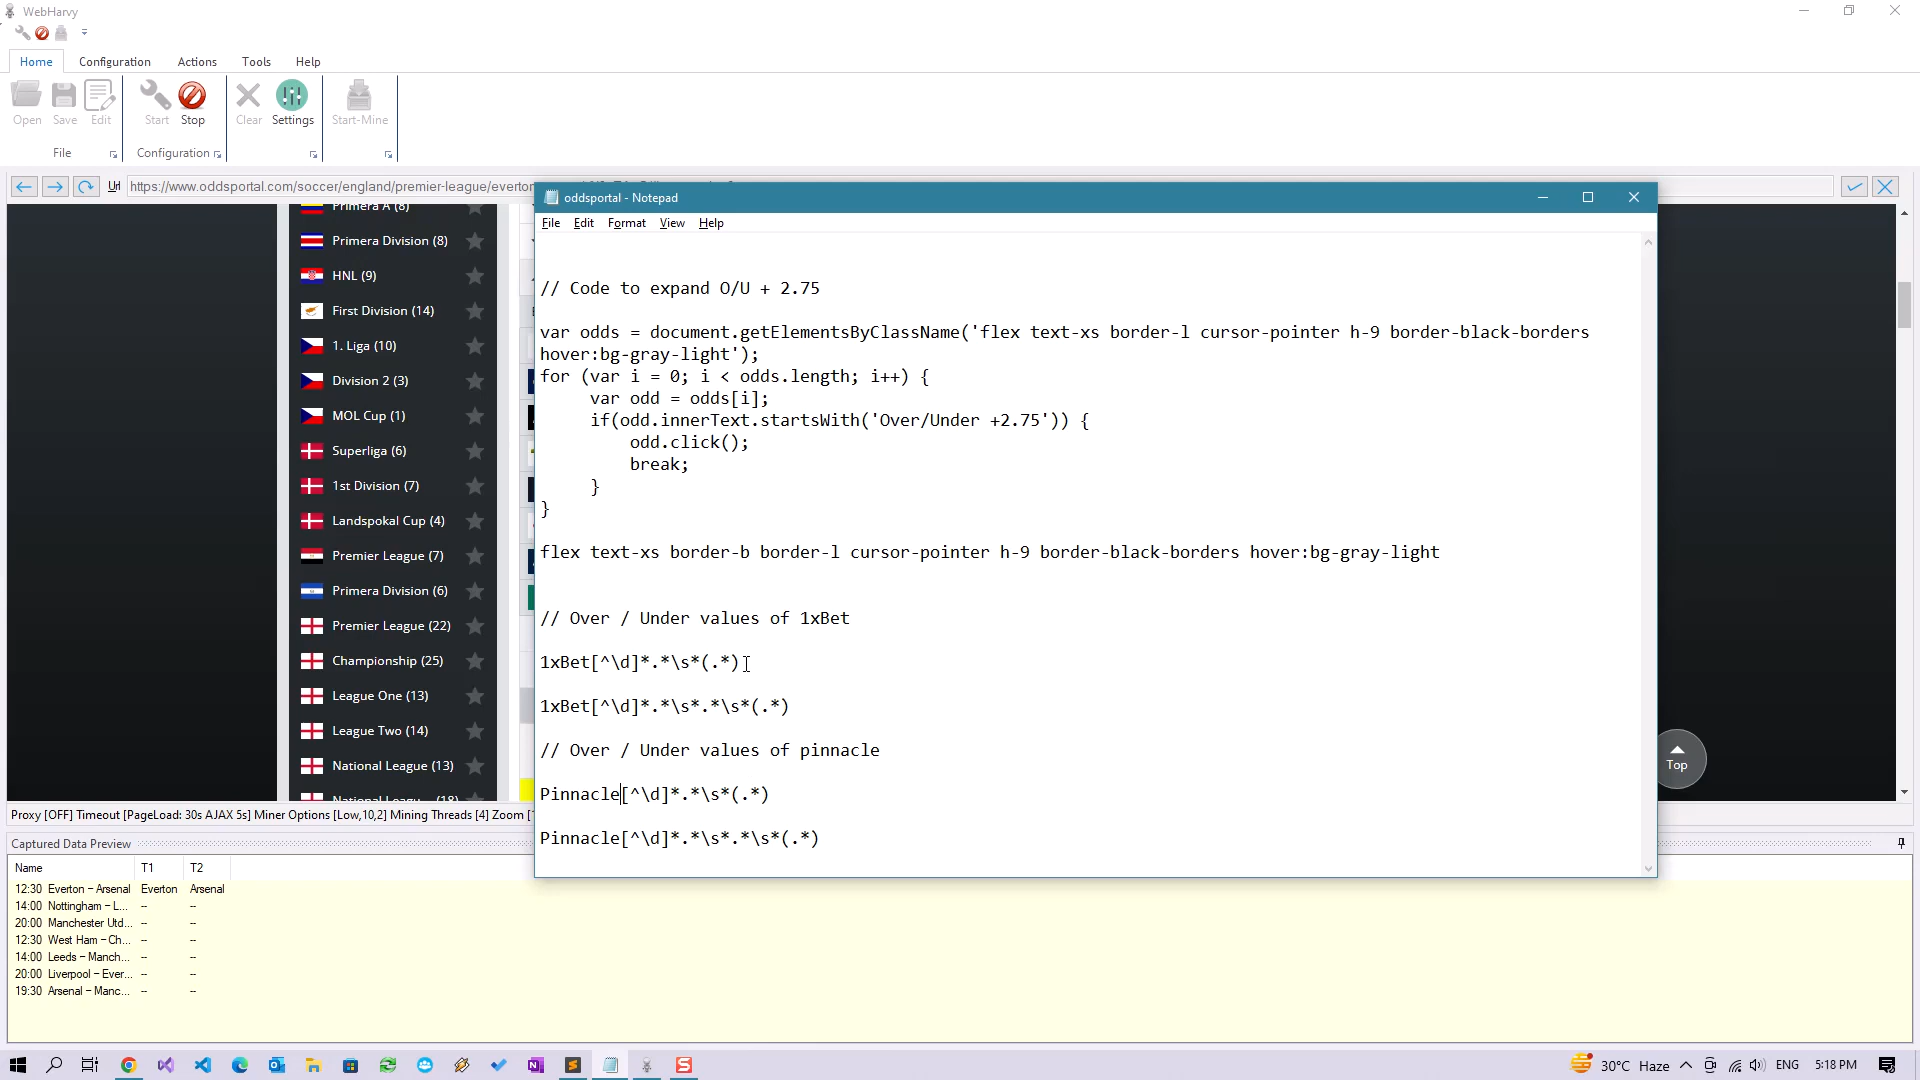 WebHarvy
Home Configuration Actions Tools Help
Open Save Edit Start Stop Clear Settings Start-Mine
File Configuration
Url https://www.oddsportal.com/soccer/england/premier-league/everton
Primera A (8)
Primera Division (8)
HNL (9)
First Division (14)
1. Liga (10)
Division 2 (3)
MOL Cup (1)
Superliga (6)
1st Division (7)
Landspokal Cup (4)
Premier League (7)
Primera Division (6)
Premier League (22)
Championship (25)
League One (13)
League Two (14)
National League (13)
oddsportal - Notepad
File Edit Format View Help
// Code to expand O/U + 2.75
var odds = document.getElementsByClassName('flex text-xs border-l cursor-pointer h-9 border-black-borders
hover:bg-gray-light');
for (var i = 0; i < odds.length; i++) {
var odd = odds[i];
if(odd.innerText.startsWith('Over/Under +2.75')) {
odd.click();
break;
}
}
flex text-xs border-b border-l cursor-pointer h-9 border-black-borders hover:bg-gray-light
// Over / Under values of 1xBet
1xBet[^\d]*.*\s*(.*)
1xBet[^\d]*.*\s*.*\s*(.*)
// Over / Under values of pinnacle
Pinnacle[^\d]*.*\s*(.*)
Pinnacle[^\d]*.*\s*.*\s*(.*)
Top
Proxy [OFF] Timeout [PageLoad: 30s AJAX 5s] Miner Options [Low,10,2] Mining Threads [4] Zoom [
Captured Data Preview
Name T1 T2
12:30 Everton – Arsenal Everton Arsenal
14:00 Nottingham – L... -- --
20:00 Manchester Utd... -- --
12:30 West Ham – Ch... -- --
14:00 Leeds – Manch... -- --
20:00 Liverpool – Ever... -- --
19:30 Arsenal – Manc... -- --
30°C Haze ENG 5:18 PM